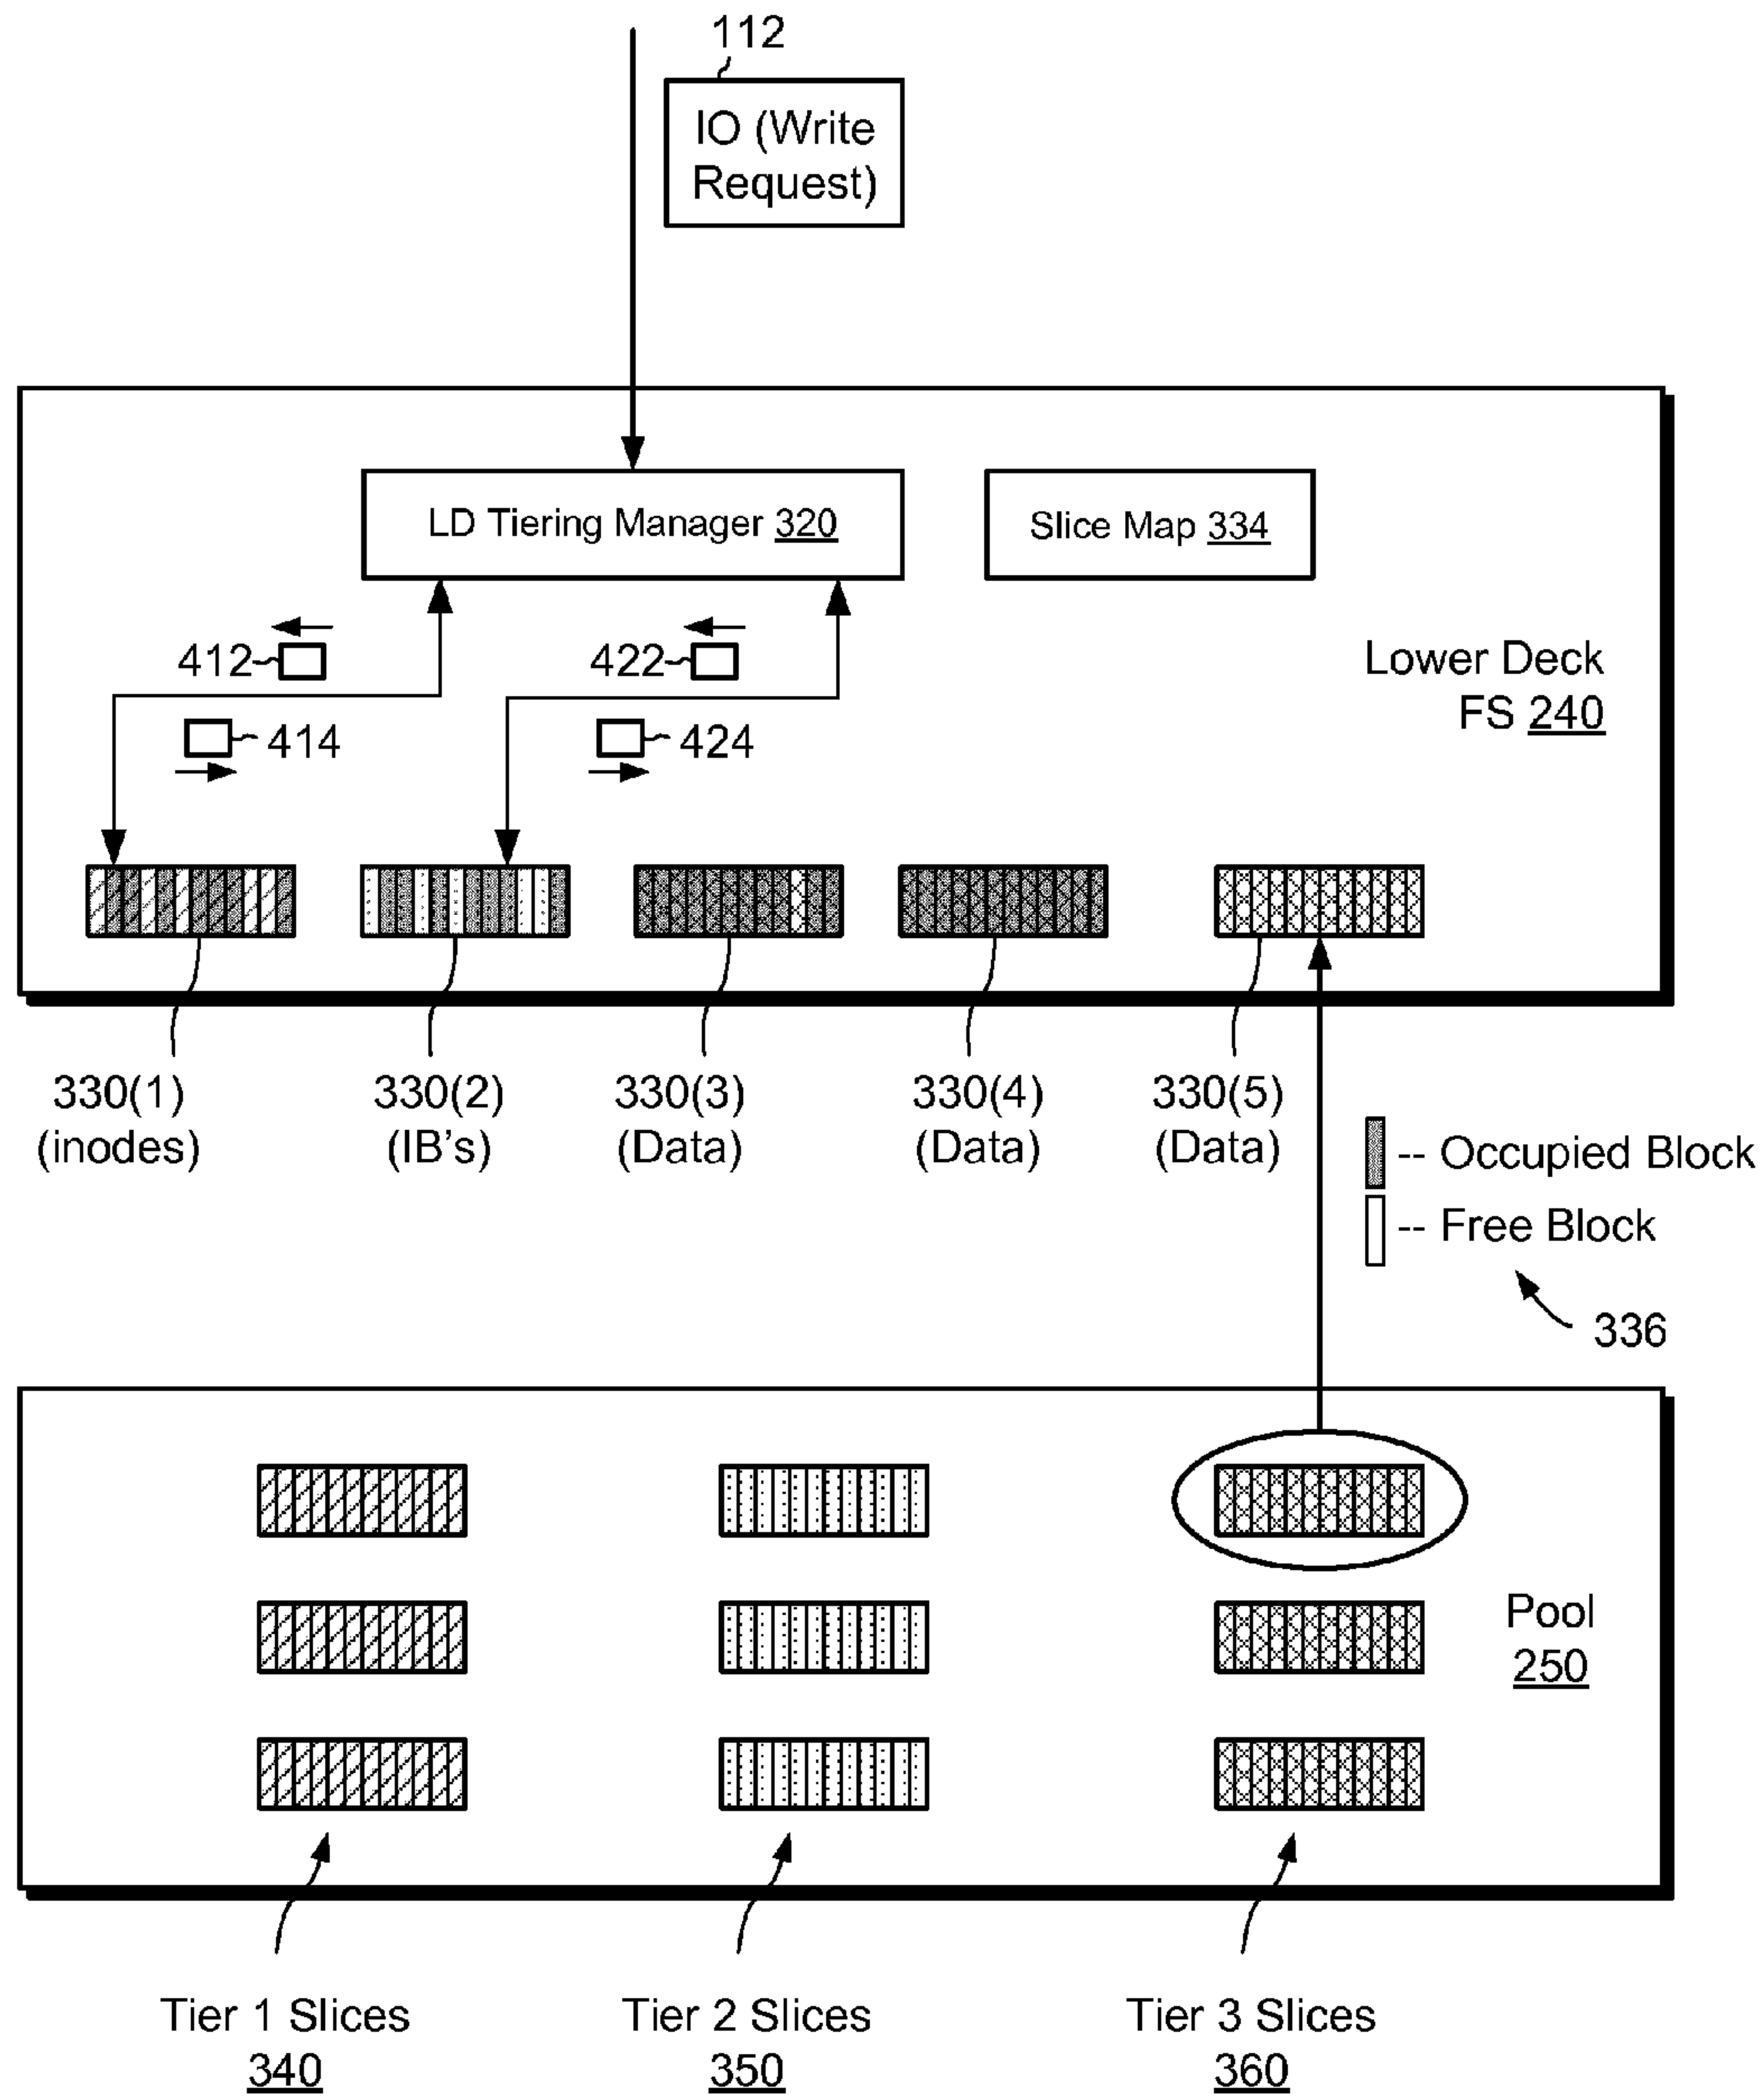 112
IO (Write
Request)
LD Tiering Manager 320
Slice Map 334
412
422
Lower Deck
FS 240
414
424
330(1)
(inodes)
330(2)
(IB's)
330(3)
(Data)
330(4)
(Data)
330(5)
(Data)
-- Occupied Block
-- Free Block
336
Pool
250
Tier 1 Slices
340
Tier 2 Slices
350
Tier 3 Slices
360